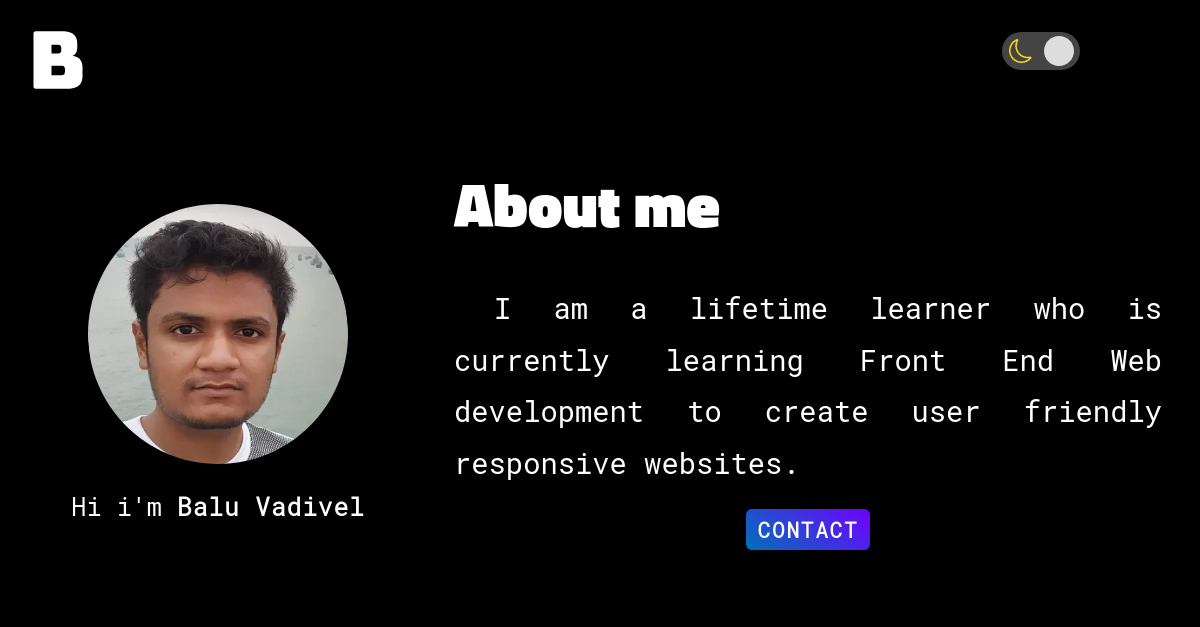 B
About me
I am a lifetime learner who is
currently learning Front End Web
development to create user friendly
responsive websites.
Hi i'm Balu Vadivel
CONTACT